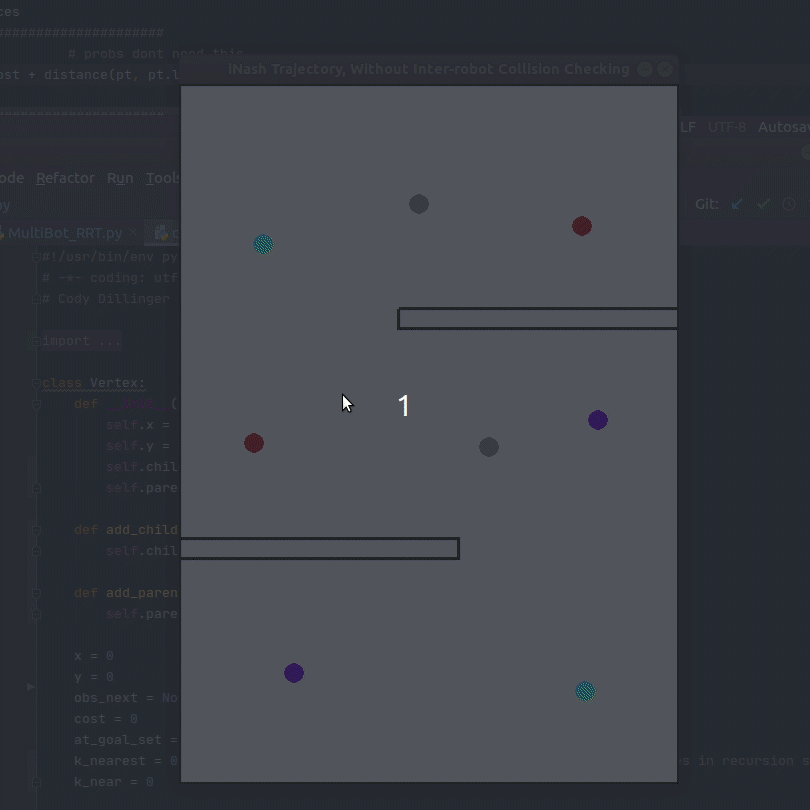 ces
#####################
# probs dont need this
ost + distance(pt, pt.l
iNash Trajectory, Without Inter-robot Collision Checking
LF UTF-8 Autosav
ode Refactor Run Tools
py
Git:
MultiBot_RRT.py
#!/usr/bin/env py
# -*- coding: utf
# Cody Dillinger
import ...
class Vertex:
def (
self.x =
1
self.y =
self.chil
self.pare
def add_child
self.chil
def add_paren
self.pare
x = 0
y = 0
obs_next = No
cost = 0
at_goal_set =
k_nearest = 0
s in recursion s
k_near = 0